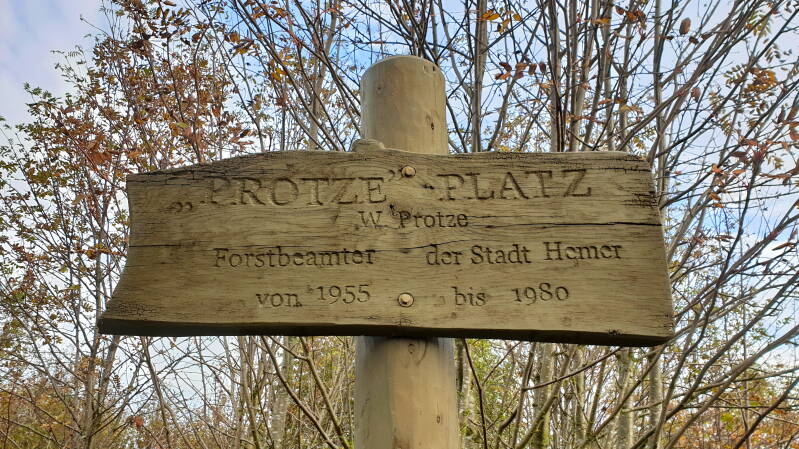 „PROTZE" PLATZ
W. Protze
Forstbeamter der Stadt Hemer
von 1955 bis 1980